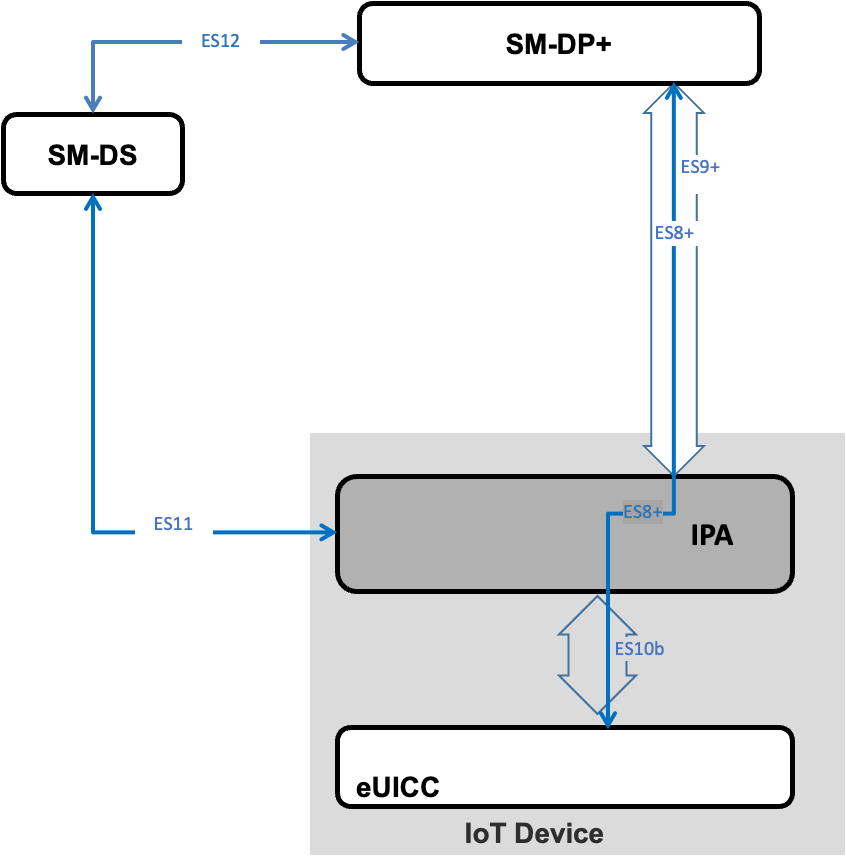 ES12
SM-DP+
SM-DS
ES9+
ES8+
ES8+
ES11
IPA
ES10b
eUICC
IoT Device